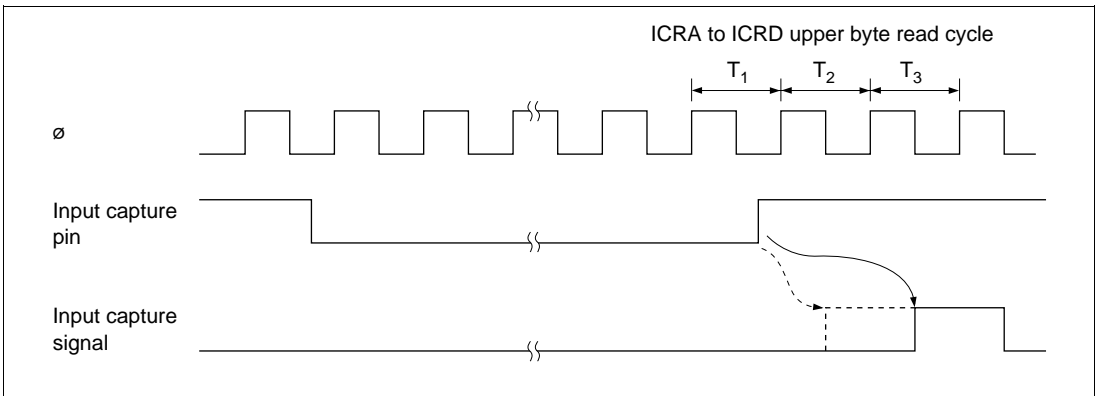 ICRA to ICRD upper byte read cycle
T₁ T₂ T₃
ø
Input capture
pin
Input capture
signal